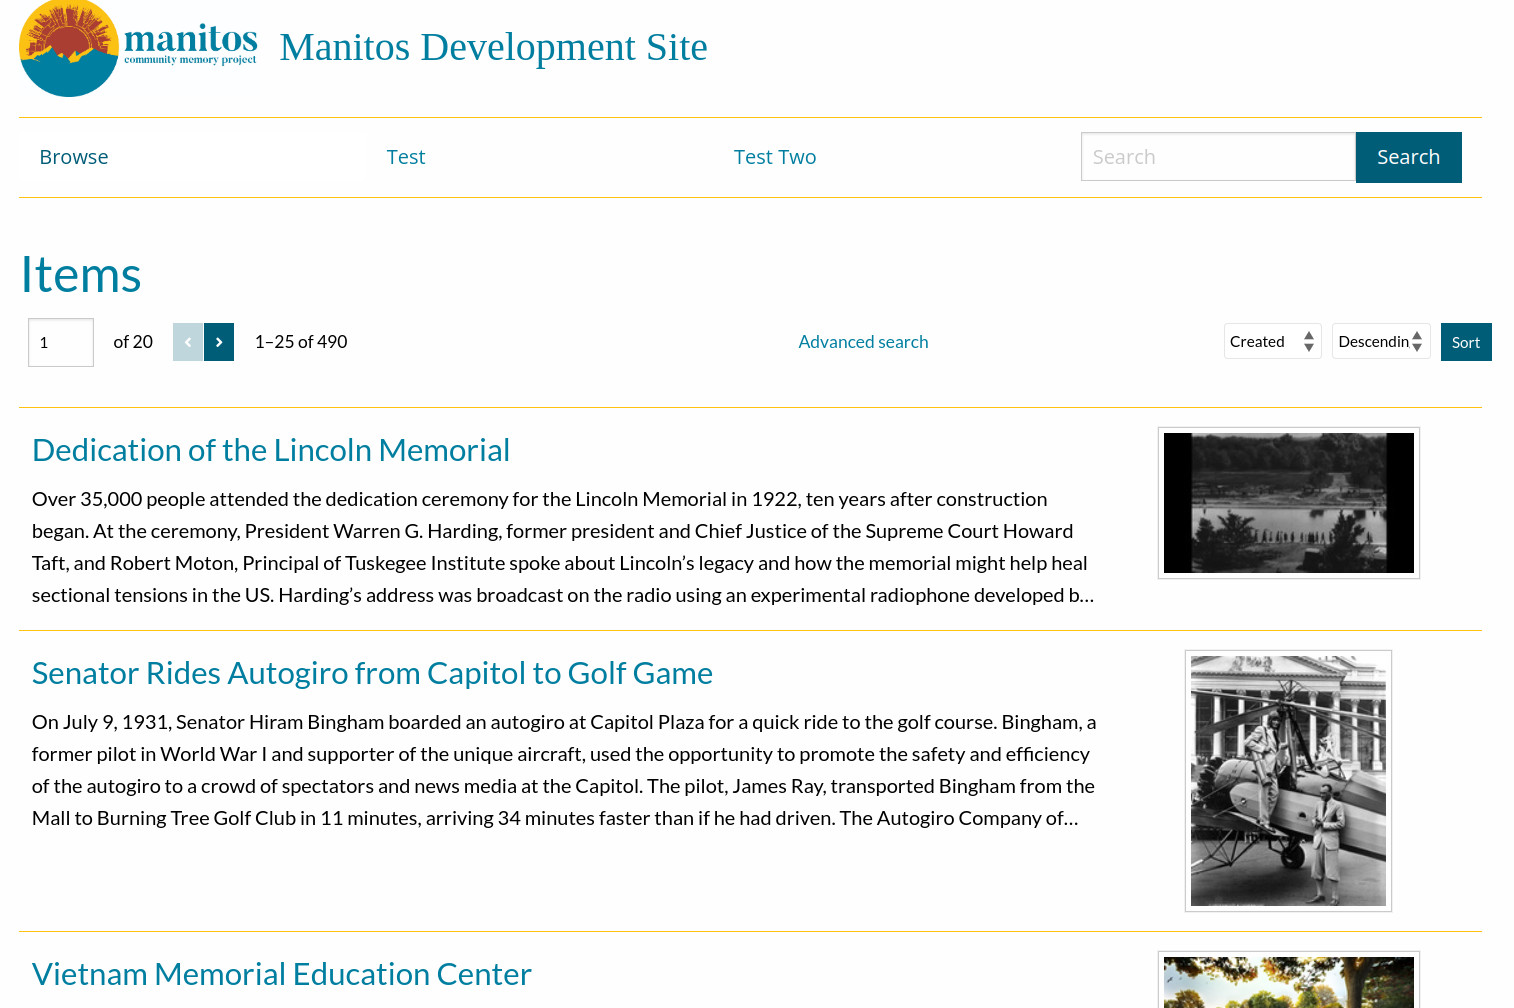 manitos
community memory project
Manitos Development Site
Browse
Test
Test Two
Search
Search
Items
1
of 20
1–25 of 490
Advanced search
Created
Descendin
Sort
Dedication of the Lincoln Memorial
Over 35,000 people attended the dedication ceremony for the Lincoln Memorial in 1922, ten years after construction
began. At the ceremony, President Warren G. Harding, former president and Chief Justice of the Supreme Court Howard
Taft, and Robert Moton, Principal of Tuskegee Institute spoke about Lincoln’s legacy and how the memorial might help heal
sectional tensions in the US. Harding’s address was broadcast on the radio using an experimental radiophone developed b…
Senator Rides Autogiro from Capitol to Golf Game
On July 9, 1931, Senator Hiram Bingham boarded an autogiro at Capitol Plaza for a quick ride to the golf course. Bingham, a
former pilot in World War I and supporter of the unique aircraft, used the opportunity to promote the safety and efficiency
of the autogiro to a crowd of spectators and news media at the Capitol. The pilot, James Ray, transported Bingham from the
Mall to Burning Tree Golf Club in 11 minutes, arriving 34 minutes faster than if he had driven. The Autogiro Company of…
Vietnam Memorial Education Center